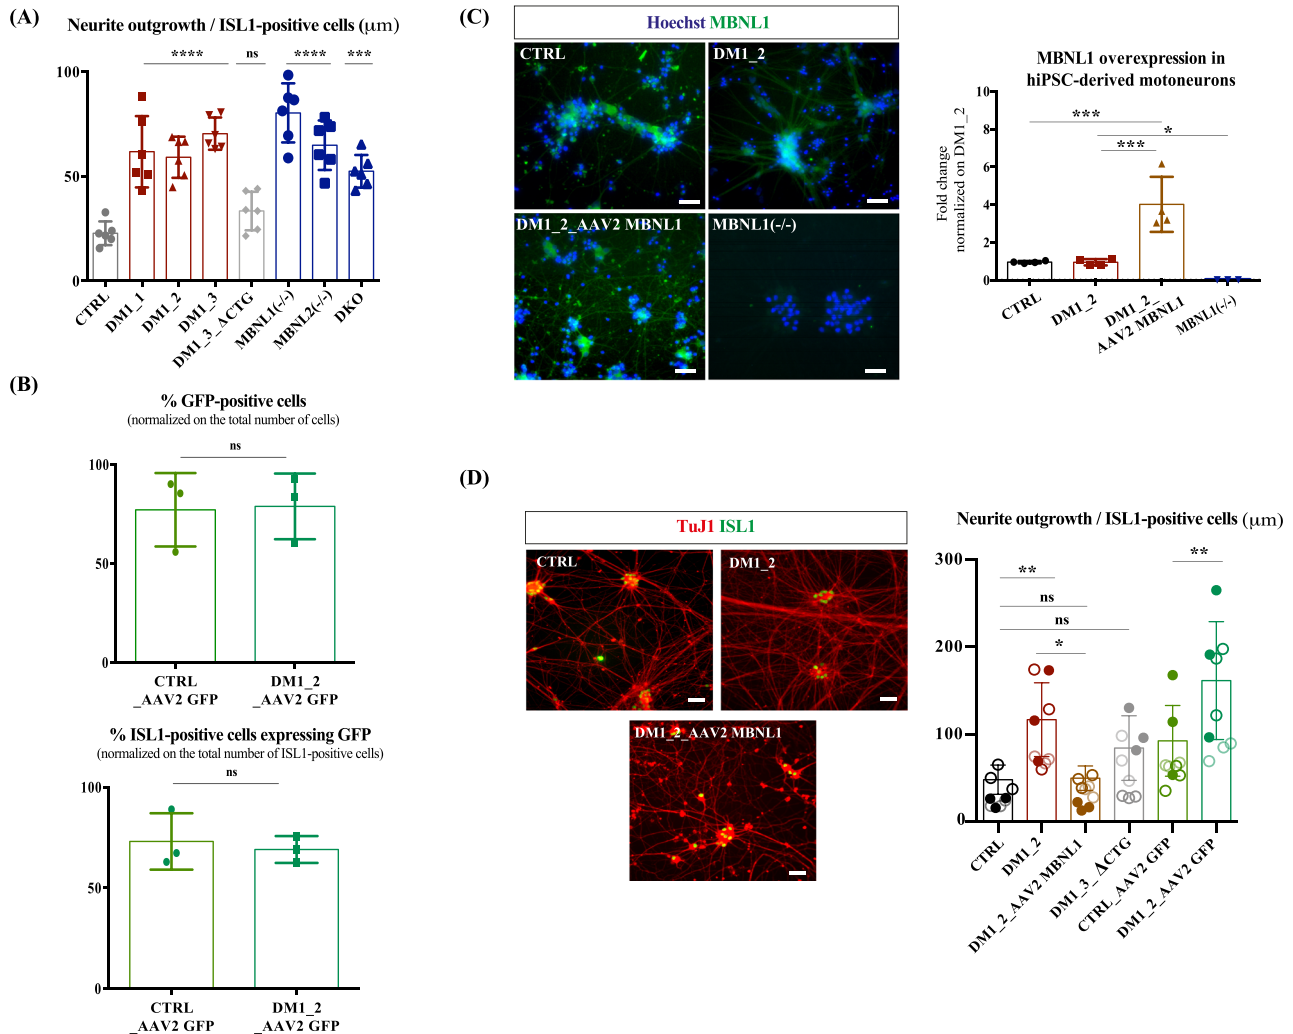 (A)
Neurite outgrowth / ISL1-positive cells (μm)
****
ns
****
***
100
50
0
CTRL
DM1_1
DM1_2
DM1_3
DM1_3_ΔCTG
MBNL1(-/-)
MBNL2(-/-)
DKO
(B)
% GFP-positive cells
(normalized on the total number of cells)
ns
100
50
0
CTRL
_AAV2 GFP
DM1_2
_AAV2 GFP
% ISL1-positive cells expressing GFP
(normalized on the total number of ISL1-positive cells)
ns
100
50
0
CTRL
_AAV2 GFP
DM1_2
_AAV2 GFP
(C)
Hoechst MBNL1
CTRL
DM1_2
DM1_2_AAV2 MBNL1
MBNL1(-/-)
MBNL1 overexpression in
hiPSC-derived motoneurons
Fold change
normalized on DM1_2
10
8
6
4
2
0
***
*
***
CTRL
DM1_2
DM1_2_
AAV2 MBNL1
MBNL1(-/-)
(D)
TuJ1 ISL1
CTRL
DM1_2
DM1_2_AAV2 MBNL1
Neurite outgrowth / ISL1-positive cells (μm)
300
200
100
0
**
ns
ns
*
**
CTRL
DM1_2
DM1_2_AAV2 MBNL1
DM1_3_ΔCTG
CTRL_AAV2 GFP
DM1_2_AAV2 GFP